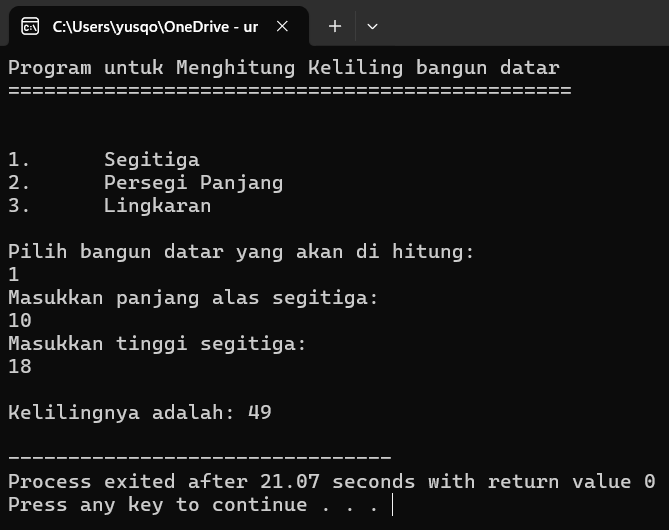 C:\Users\yusqo\OneDrive - ur
Program untuk Menghitung Keliling bangun datar
===============================================
1. Segitiga
2. Persegi Panjang
3. Lingkaran
Pilih bangun datar yang akan di hitung:
1
Masukkan panjang alas segitiga:
10
Masukkan tinggi segitiga:
18
Kelilingnya adalah: 49
--------------------------------
Process exited after 21.07 seconds with return value 0
Press any key to continue . . .